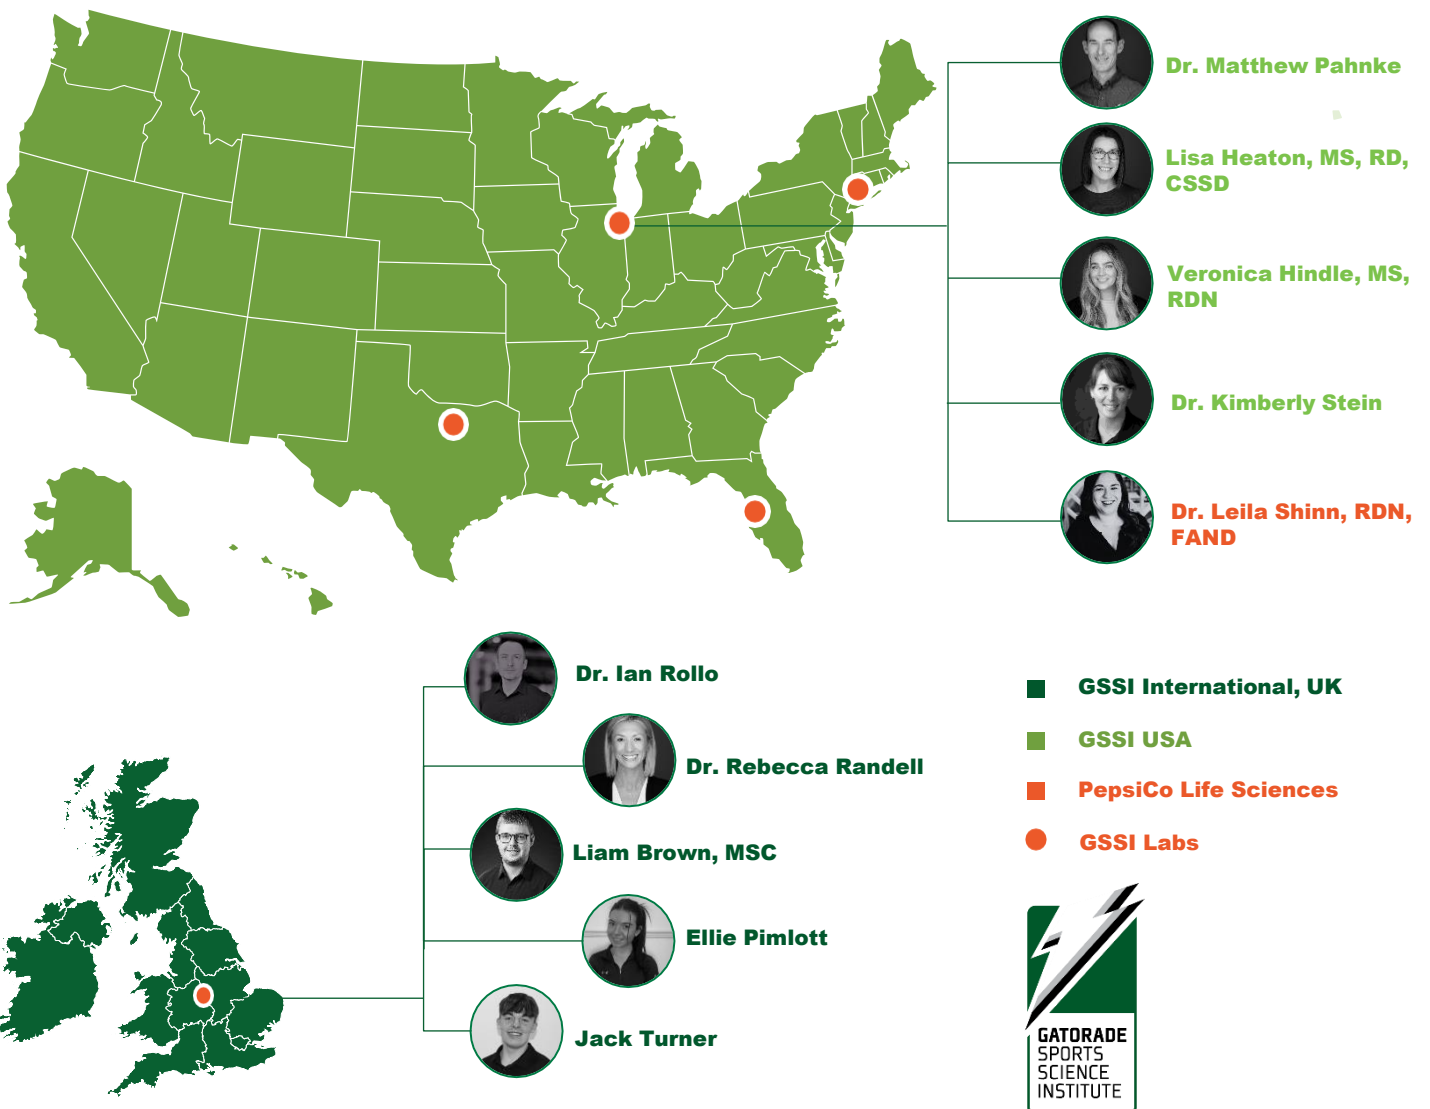 Dr. Matthew Pahnke
Lisa Heaton, MS, RD,
CSSD
Veronica Hindle, MS,
RDN
Dr. Kimberly Stein
Dr. Leila Shinn, RDN,
FAND
Dr. Ian Rollo
Dr. Rebecca Randell
Liam Brown, MSC
Ellie Pimlott
Jack Turner
GSSI International, UK
GSSI USA
PepsiCo Life Sciences
GSSI Labs
GATORADE
SPORTS
SCIENCE
INSTITUTE